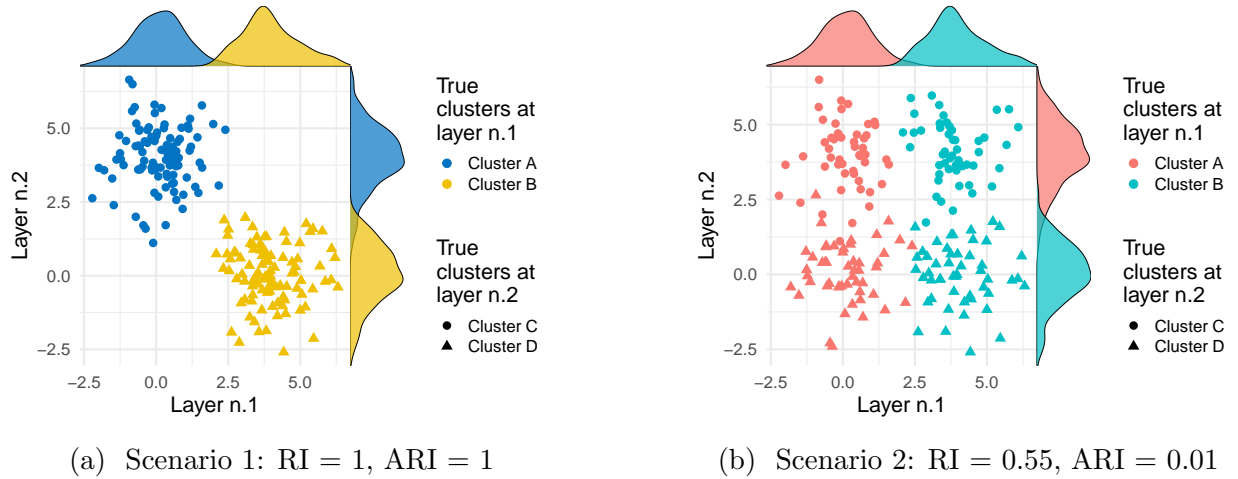 5.0
2.5
0.0
−2.5
Layer n.2
−2.5 0.0 2.5 5.0
Layer n.1
True
clusters at
layer n.1
Cluster A
Cluster B
True
clusters at
layer n.2
Cluster C
Cluster D
(a) Scenario 1: RI = 1, ARI = 1
5.0
2.5
0.0
−2.5
Layer n.2
−2.5 0.0 2.5 5.0
Layer n.1
True
clusters at
layer n.1
Cluster A
Cluster B
True
clusters at
layer n.2
Cluster C
Cluster D
(b) Scenario 2: RI = 0.55, ARI = 0.01